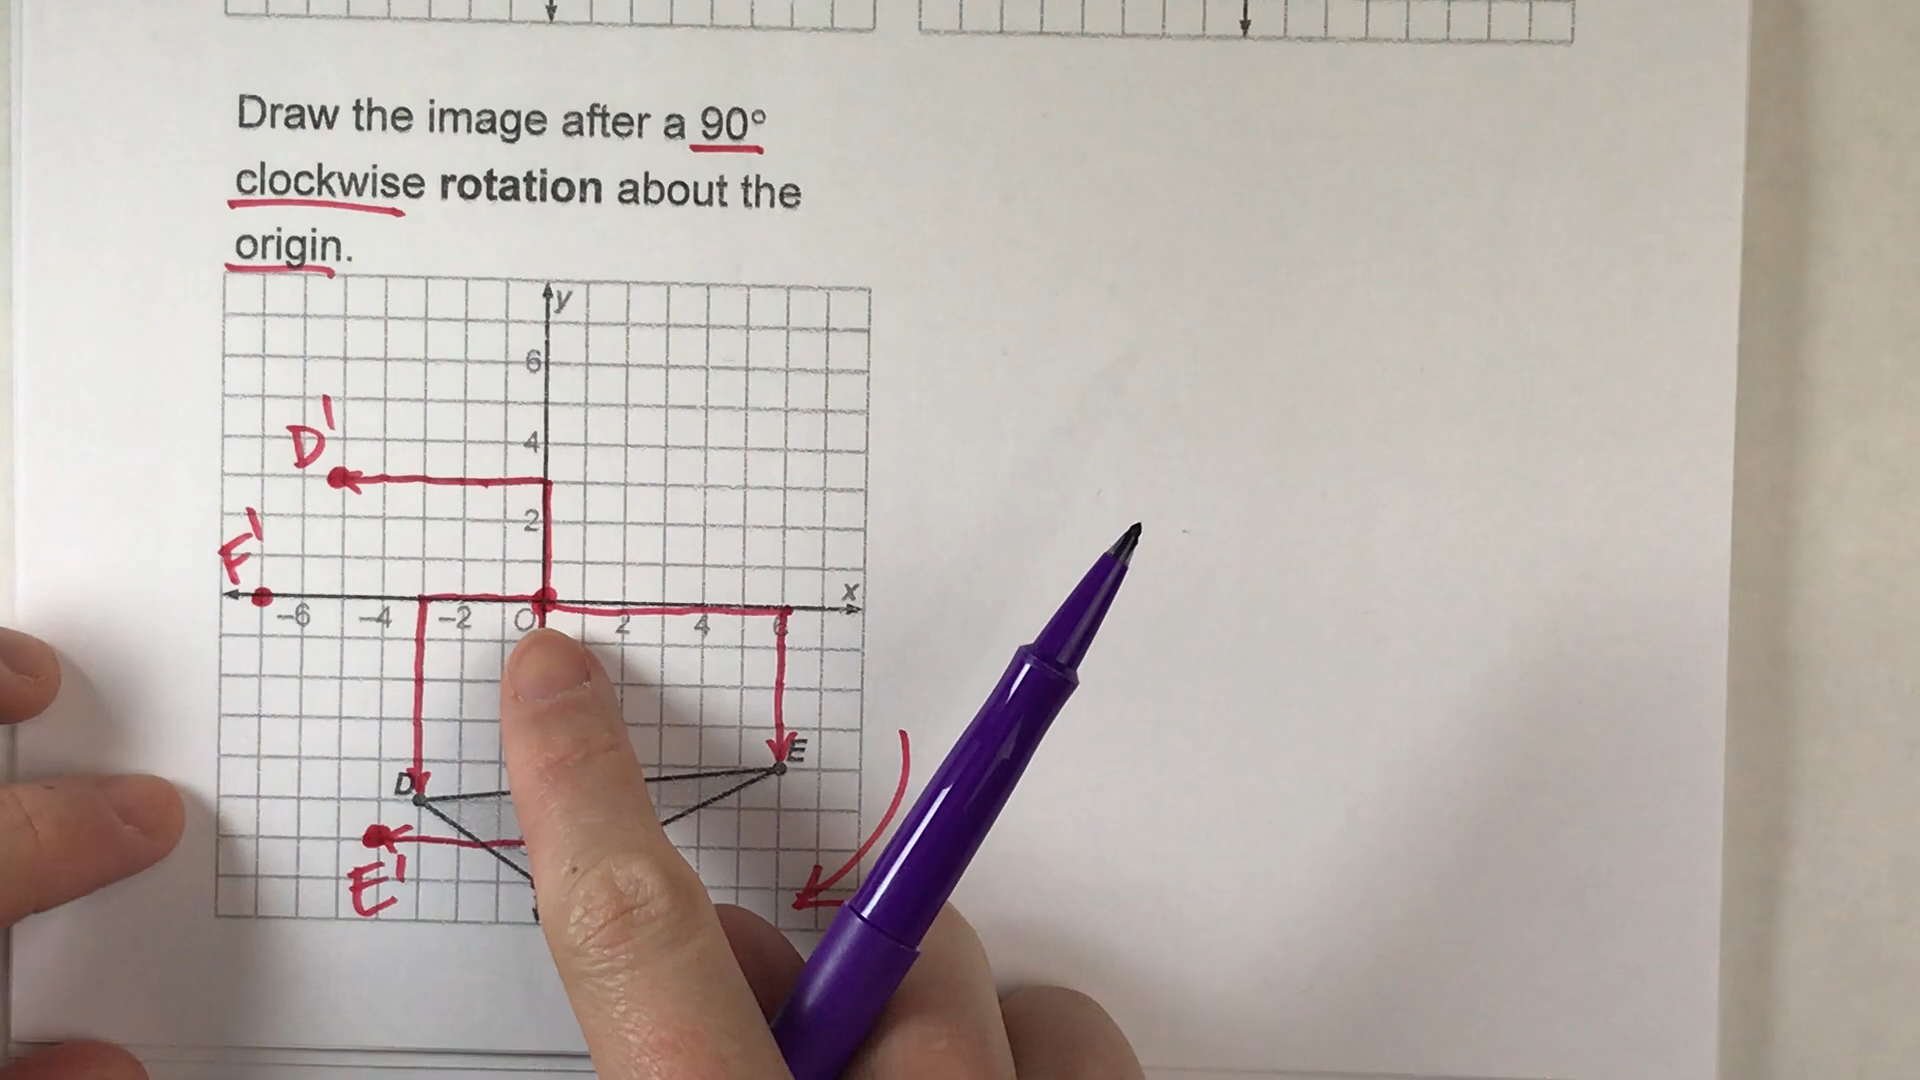 Draw the image after a 90°
clockwise rotation about the
origin.
y
6
D'
4
F'
2
x
-6 -4 -2 O 2 4 6
E
D
E'